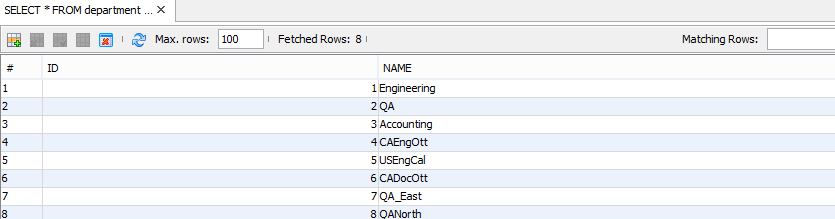 SELECT * FROM department ...
Max. rows: 100 Fetched Rows: 8 Matching Rows:
# ID NAME
1 1 Engineering
2 2 QA
3 3 Accounting
4 4 CAEngOtt
5 5 USEngCal
6 6 CADocOtt
7 7 QA_East
8 8 QANorth